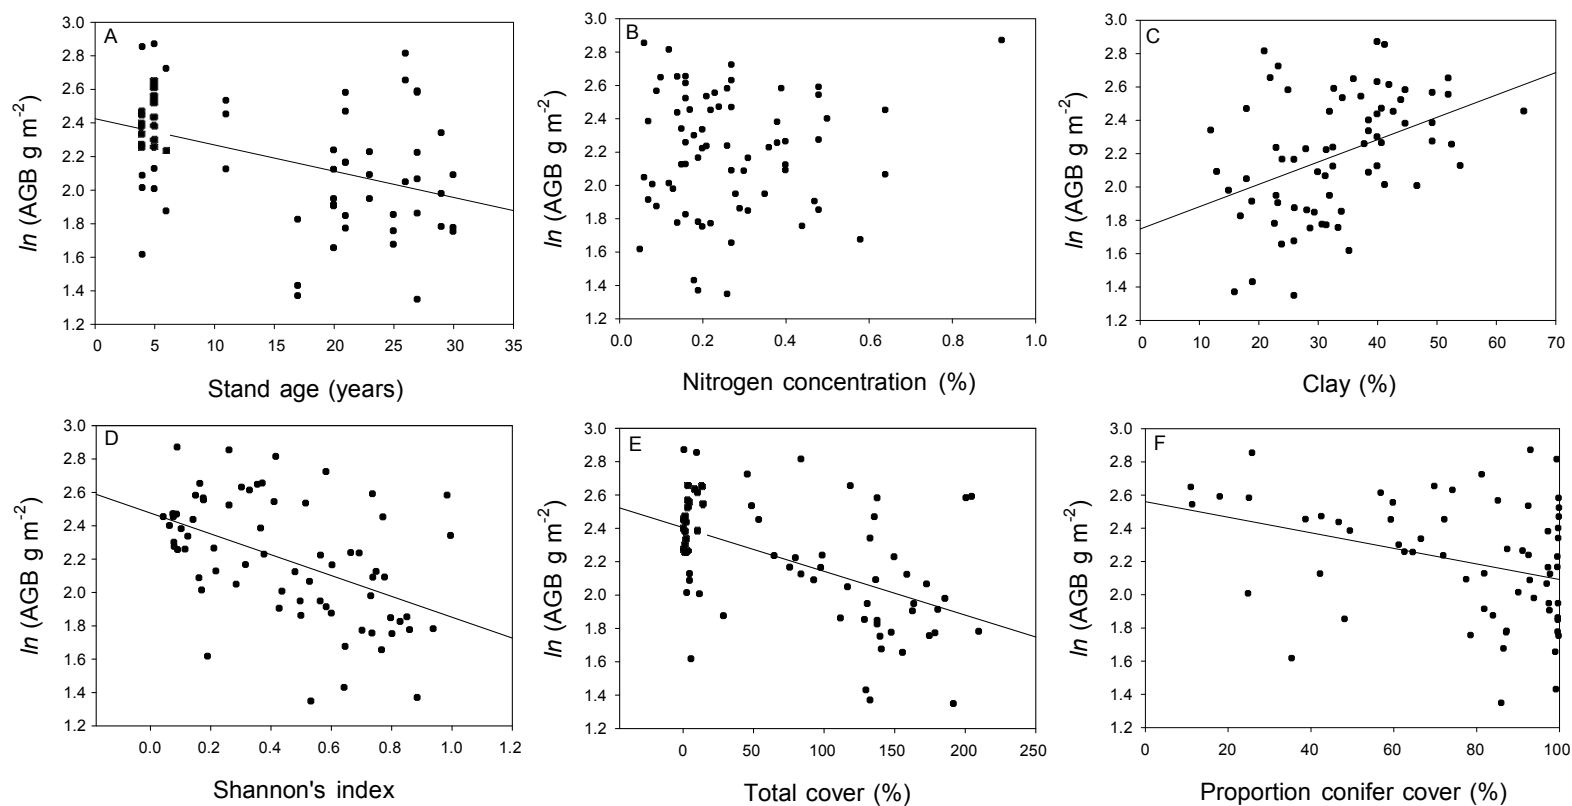 A
3.0
2.8
2.6
2.4
2.2
2.0
1.8
1.6
1.4
1.2
ln (AGB g m-2)
0 5 10 15 20 25 30 35
Stand age (years)
B
3.0
2.8
2.6
2.4
2.2
2.0
1.8
1.6
1.4
1.2
ln (AGB g m-2)
0.0 0.2 0.4 0.6 0.8 1.0
Nitrogen concentration (%)
C
3.0
2.8
2.6
2.4
2.2
2.0
1.8
1.6
1.4
1.2
ln (AGB g m-2)
0 10 20 30 40 50 60 70
Clay (%)
D
3.0
2.8
2.6
2.4
2.2
2.0
1.8
1.6
1.4
1.2
ln (AGB g m-2)
0.0 0.2 0.4 0.6 0.8 1.0 1.2
Shannon's index
E
3.0
2.8
2.6
2.4
2.2
2.0
1.8
1.6
1.4
1.2
ln (AGB g m-2)
0 50 100 150 200 250
Total cover (%)
F
3.0
2.8
2.6
2.4
2.2
2.0
1.8
1.6
1.4
1.2
ln (AGB g m-2)
0 20 40 60 80 100
Proportion conifer cover (%)